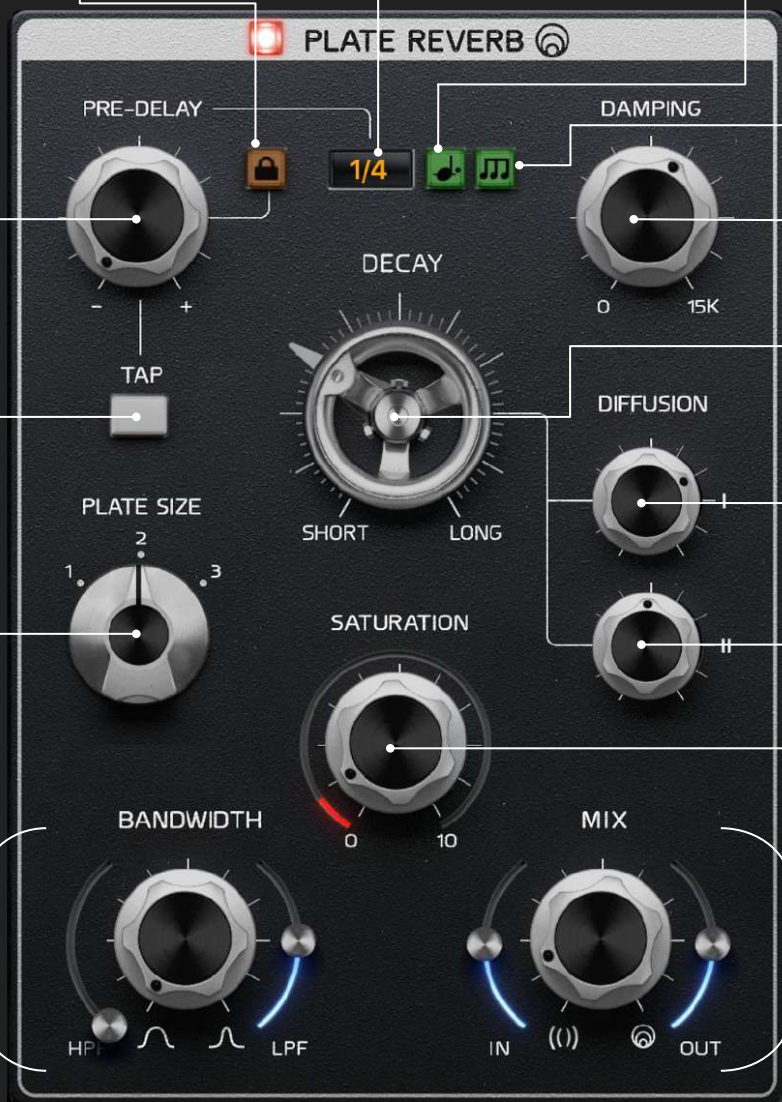 PLATE REVERB
PRE-DELAY
1/4
DAMPING
- +
0 15K
DECAY
TAP
DIFFUSION
SHORT LONG
I
PLATE SIZE
1 2 3
SATURATION
II
0 10
BANDWIDTH
MIX
HPF LPF
IN OUT